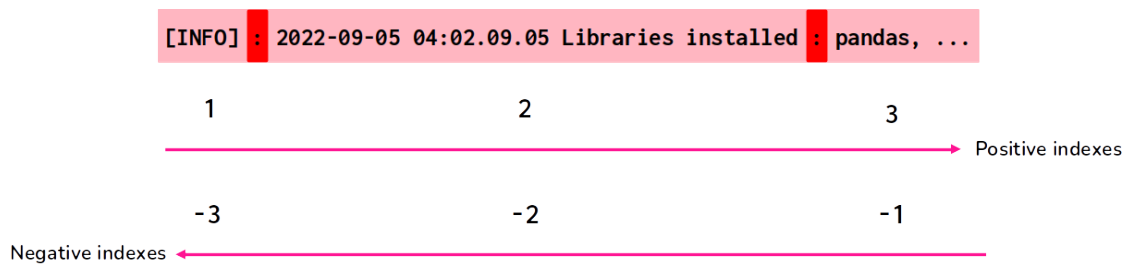 [INFO] : 2022-09-05 04:02.09.05 Libraries installed : pandas, ...
1 2 3
Positive indexes
-3 -2 -1
Negative indexes